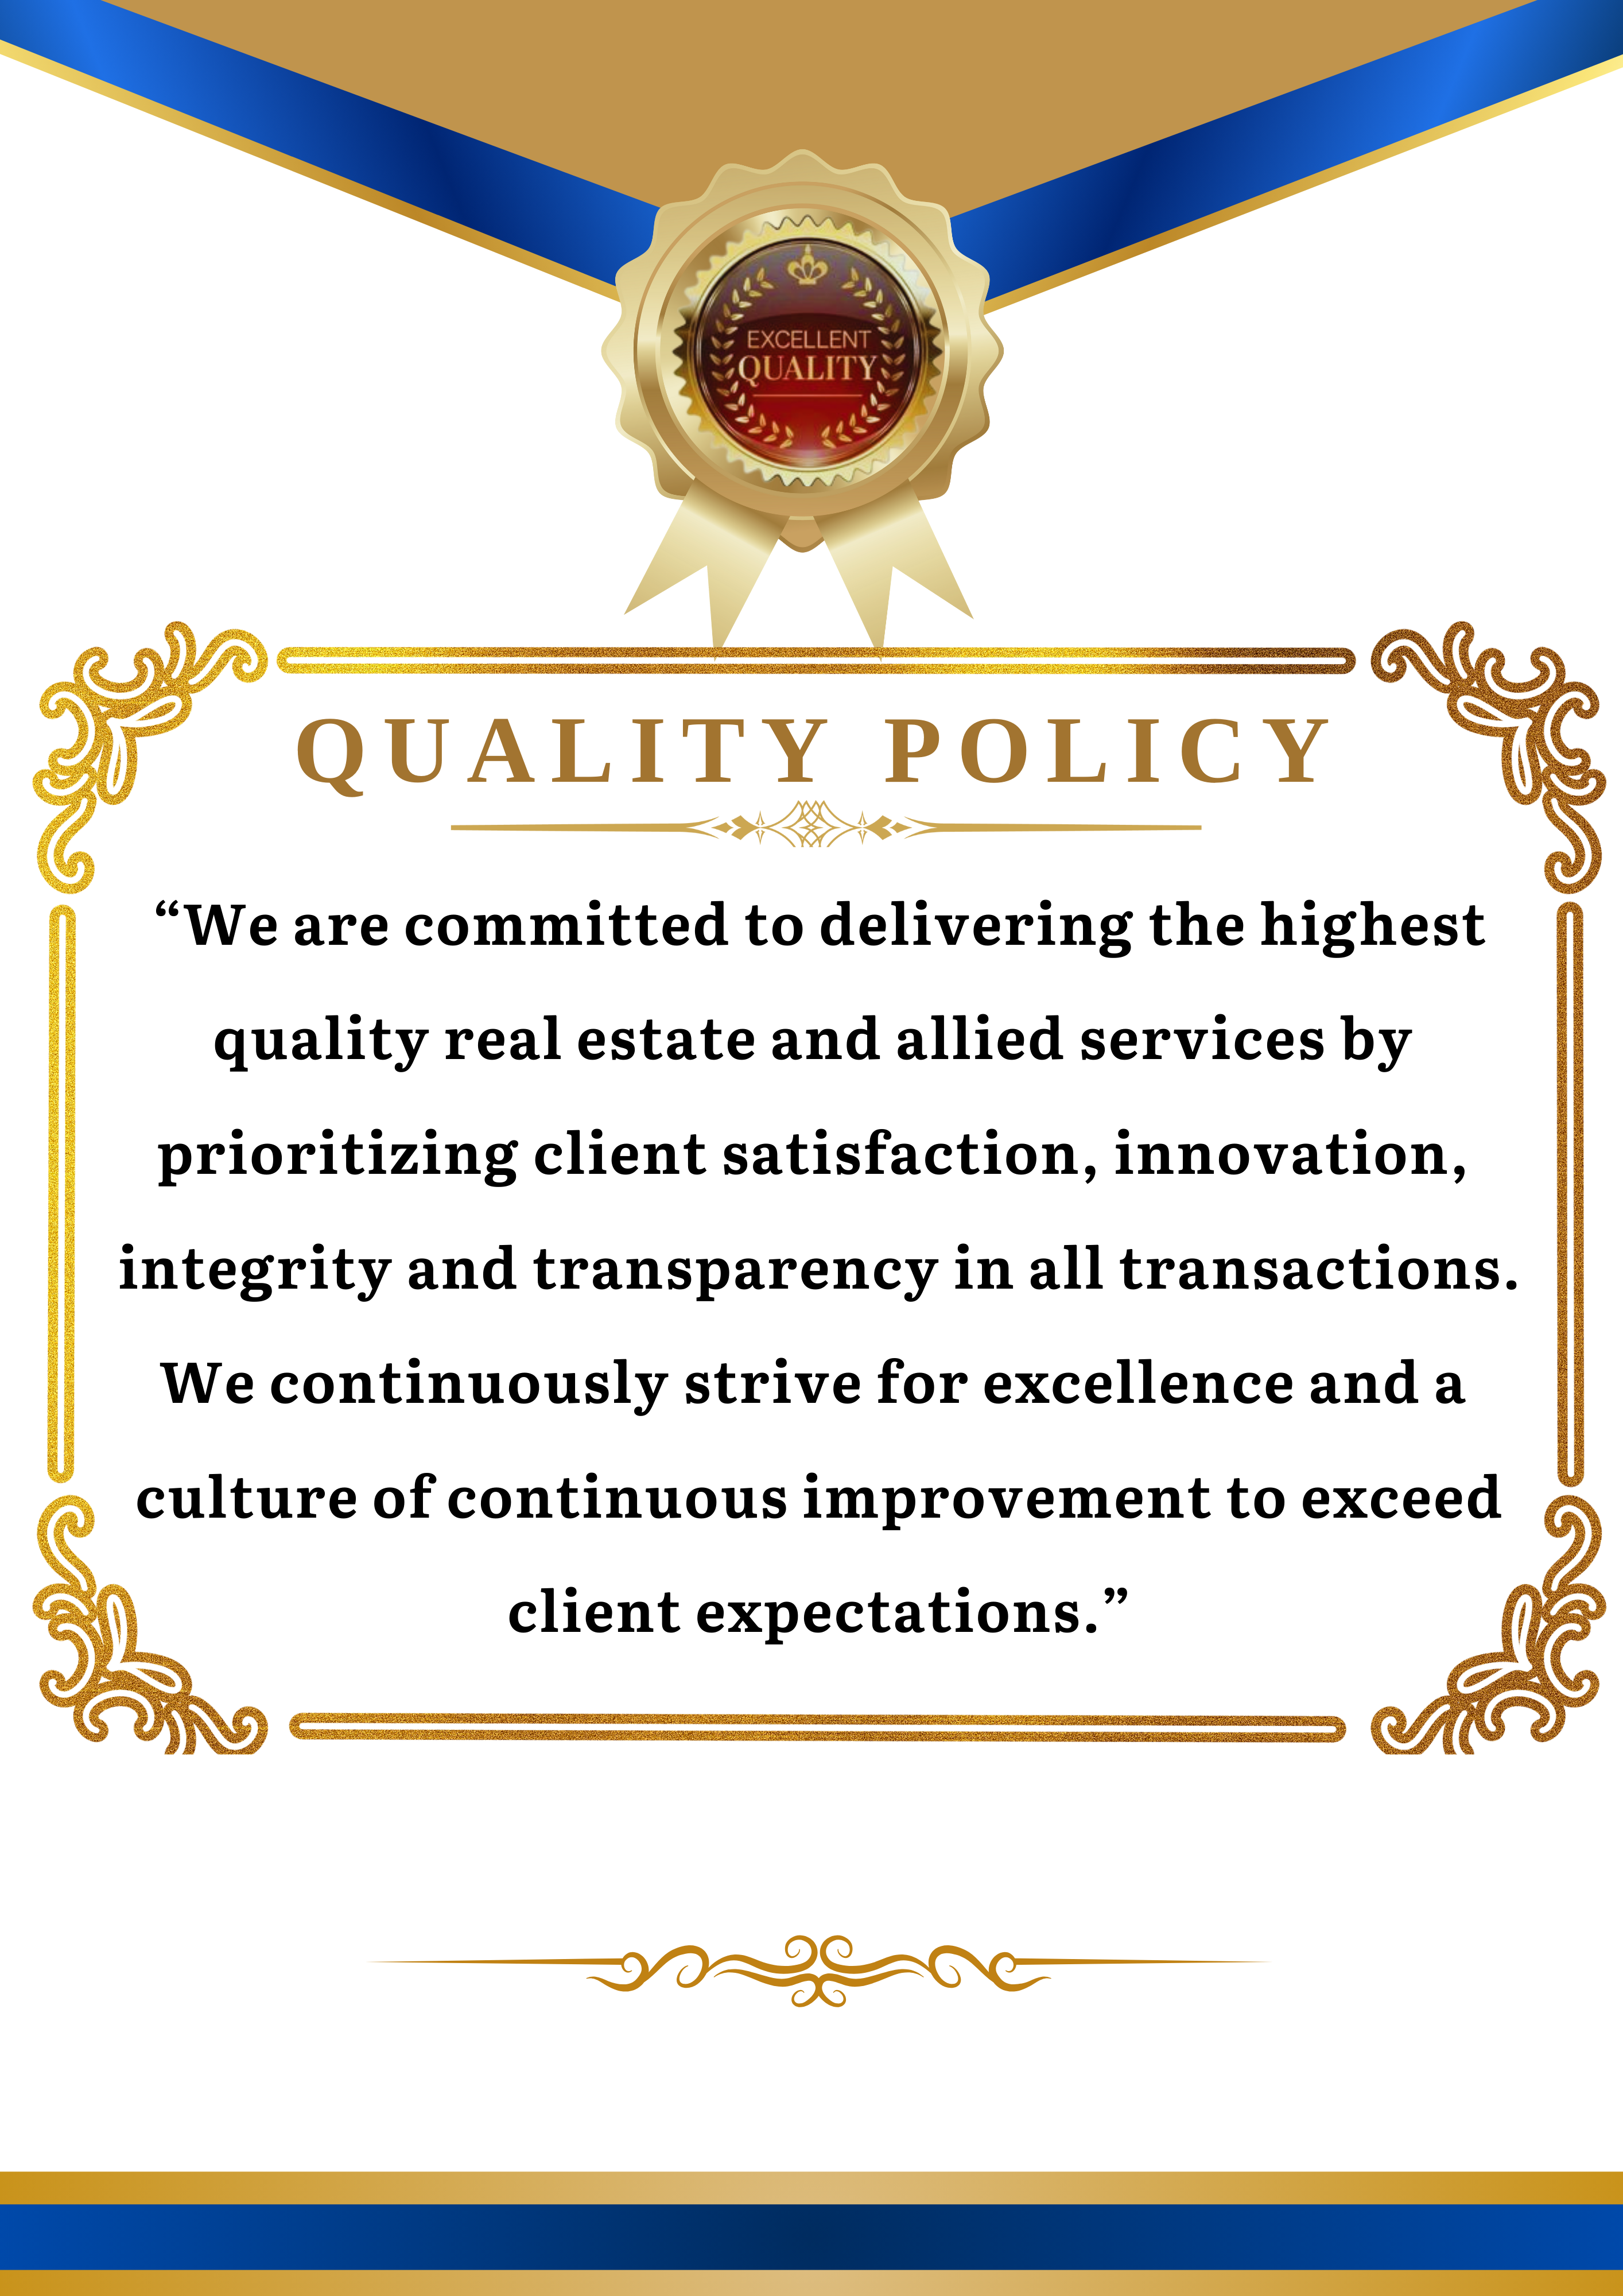 EXCELLENT
QUALITY
QUALITY POLICY
“We are committed to delivering the highest
quality real estate and allied services by
prioritizing client satisfaction, innovation,
integrity and transparency in all transactions.
We continuously strive for excellence and a
culture of continuous improvement to exceed
client expectations.”